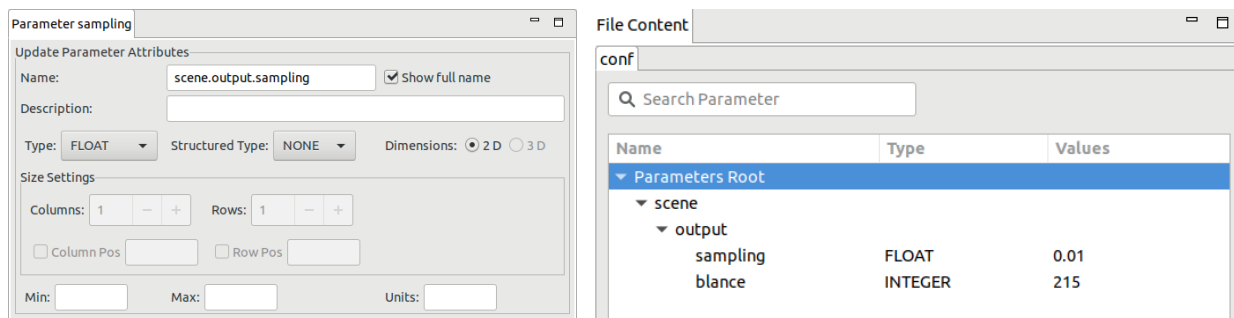 Parameter sampling
Update Parameter Attributes
Name: scene.output.sampling Show full name
Description:
Type: FLOAT Structured Type: NONE Dimensions: 2 D 3 D
Size Settings
Columns: 1 − + Rows: 1 − +
Column Pos Row Pos
Min: Max: Units:
File Content
conf
Search Parameter
Name Type Values
Parameters Root
scene
output
sampling FLOAT 0.01
blance INTEGER 215